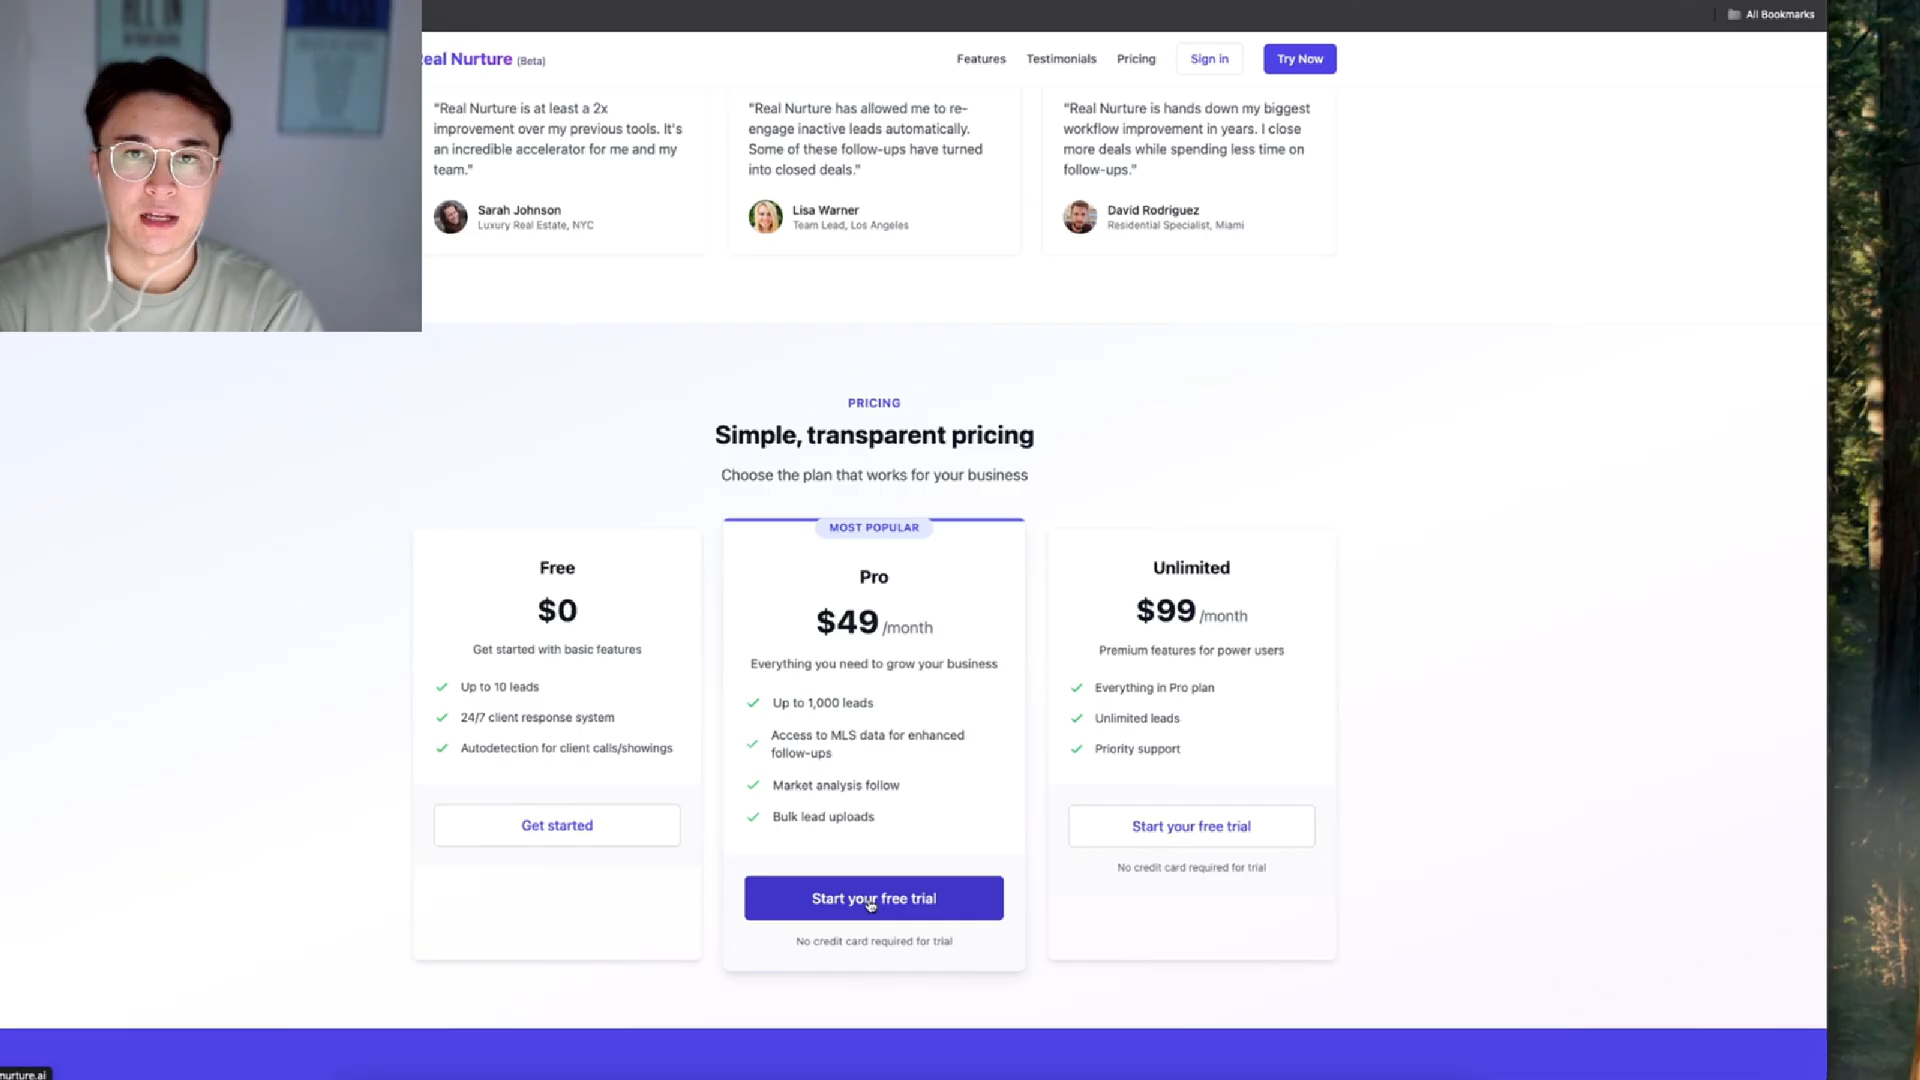 All Bookmarks
eal Nurture (Beta)
Features
Testimonials
Pricing
Sign in
Try Now
"Real Nurture is at least a 2x
improvement over my previous tools. It's
an incredible accelerator for me and my
team."
Sarah Johnson
Luxury Real Estate, NYC
"Real Nurture has allowed me to re-
engage inactive leads automatically.
Some of these follow-ups have turned
into closed deals."
Lisa Warner
Team Lead, Los Angeles
"Real Nurture is hands down my biggest
workflow improvement in years. I close
more deals while spending less time on
follow-ups."
David Rodriguez
Residential Specialist, Miami
PRICING
Simple, transparent pricing
Choose the plan that works for your business
Free
$0
Get started with basic features
Up to 10 leads
24/7 client response system
Autodetection for client calls/showings
Get started
MOST POPULAR
Pro
$49 /month
Everything you need to grow your business
Up to 1,000 leads
Access to MLS data for enhanced
follow-ups
Market analysis follow
Bulk lead uploads
Start your free trial
No credit card required for trial
Unlimited
$99 /month
Premium features for power users
Everything in Pro plan
Unlimited leads
Priority support
Start your free trial
No credit card required for trial
nurture.ai